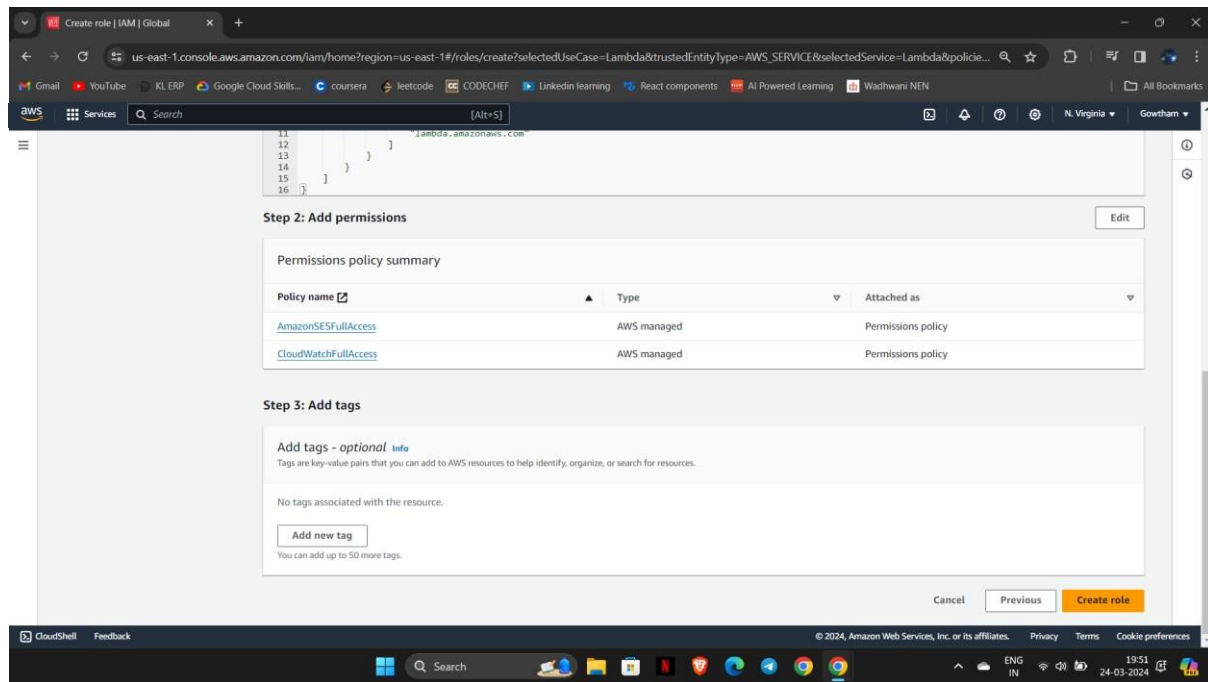 Create role | IAM | Global
us-east-1.console.aws.amazon.com/iam/home?region=us-east-1#/roles/create?selectedUseCase=Lambda&trustedEntityType=AWS_SERVICE&selectedService=Lambda&policie...
Gmail YouTube KL ERP Google Cloud Skills... coursera leetcode CODECHEF Linkedin learning React components AI Powered Learning Wadhwani NEN All Bookmarks
aws Services Search [Alt+S] N. Virginia Gowtham
11 "lambda.amazonaws.com"
12 ]
13 }
14 }
15 ]
16 }
Step 2: Add permissions Edit
Permissions policy summary
Policy name Type Attached as
AmazonSESFullAccess AWS managed Permissions policy
CloudWatchFullAccess AWS managed Permissions policy
Step 3: Add tags
Add tags - optional Info
Tags are key-value pairs that you can add to AWS resources to help identify, organize, or search for resources.
No tags associated with the resource.
Add new tag
You can add up to 50 more tags.
Cancel Previous Create role
CloudShell Feedback © 2024, Amazon Web Services, Inc. or its affiliates. Privacy Terms Cookie preferences
Search ENG IN 19:51 24-03-2024